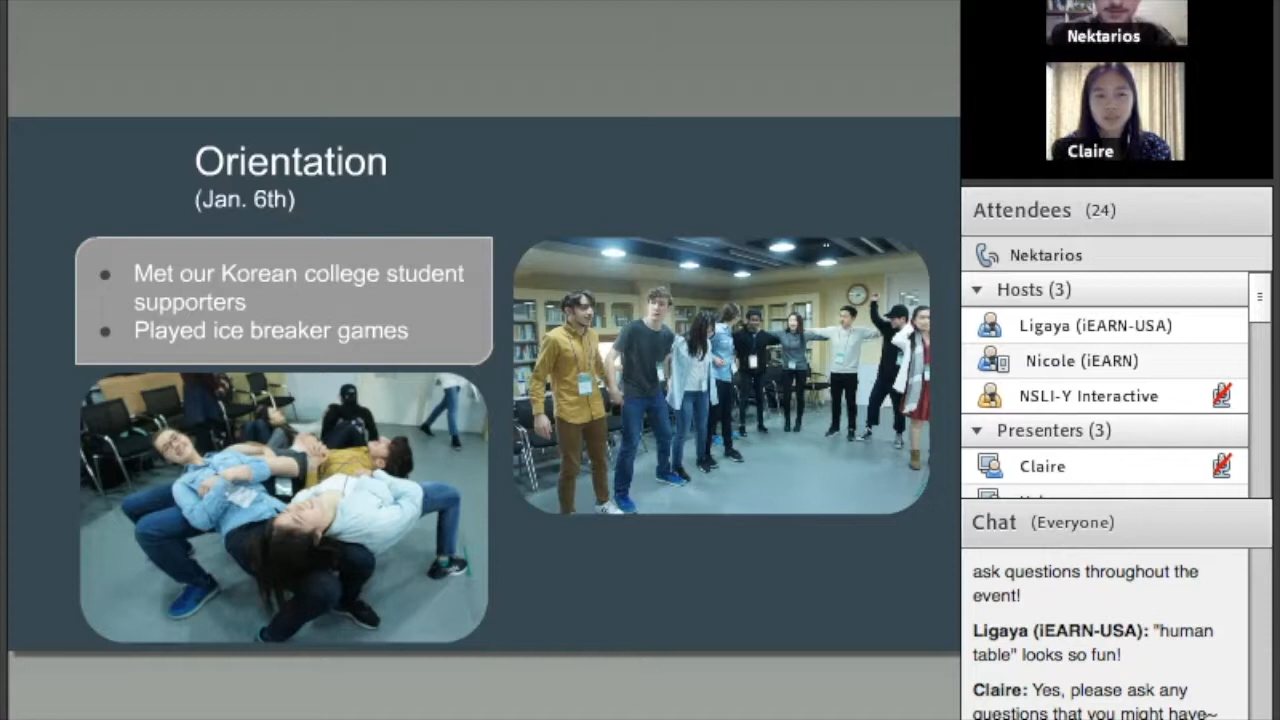 Orientation
(Jan. 6th)
Met our Korean college student
supporters
Played ice breaker games
Nektarios
Claire
Attendees (24)
Nektarios
Hosts (3)
Ligaya (iEARN-USA)
Nicole (iEARN)
NSLI-Y Interactive
Presenters (3)
Claire
Chat (Everyone)
ask questions throughout the
event!
Ligaya (iEARN-USA): "human
table" looks so fun!
Claire: Yes, please ask any
questions that you might have~